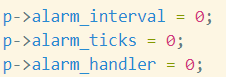 p->alarm_interval = 0;
p->alarm_ticks = 0;
p->alarm_handler = 0;